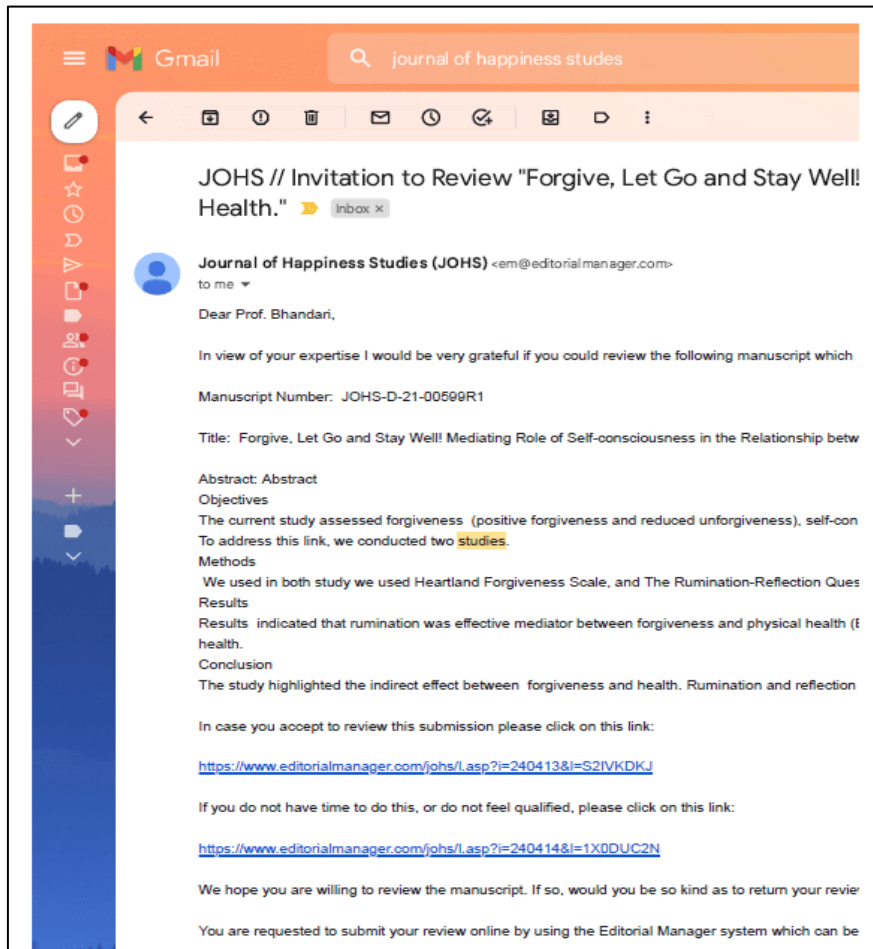 Gmail
journal of happiness studes
JOHS // Invitation to Review "Forgive, Let Go and Stay Well!
Health." Inbox ×
Journal of Happiness Studies (JOHS) <em@editorialmanager.com>
to me
Dear Prof. Bhandari,
In view of your expertise I would be very grateful if you could review the following manuscript which
Manuscript Number: JOHS-D-21-00599R1
Title: Forgive, Let Go and Stay Well! Mediating Role of Self-consciousness in the Relationship betw
Abstract: Abstract
Objectives
The current study assessed forgiveness (positive forgiveness and reduced unforgiveness), self-con
To address this link, we conducted two studies.
Methods
We used in both study we used Heartland Forgiveness Scale, and The Rumination-Reflection Ques
Results
Results indicated that rumination was effective mediator between forgiveness and physical health (E
health.
Conclusion
The study highlighted the indirect effect between forgiveness and health. Rumination and reflection
In case you accept to review this submission please click on this link:
https://www.editorialmanager.com/johs/l.asp?i=240413&l=S2IVKDKJ
If you do not have time to do this, or do not feel qualified, please click on this link:
https://www.editorialmanager.com/johs/l.asp?i=240414&l=1X0DUC2N
We hope you are willing to review the manuscript. If so, would you be so kind as to return your review
You are requested to submit your review online by using the Editorial Manager system which can be